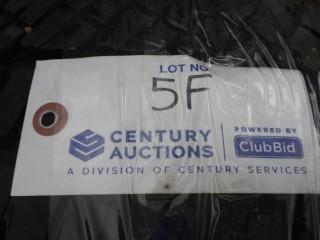 LOT NO
5F
CENTURY
AUCTIONS
POWERED BY
ClubBid
A DIVISION OF CENTURY SERVICES